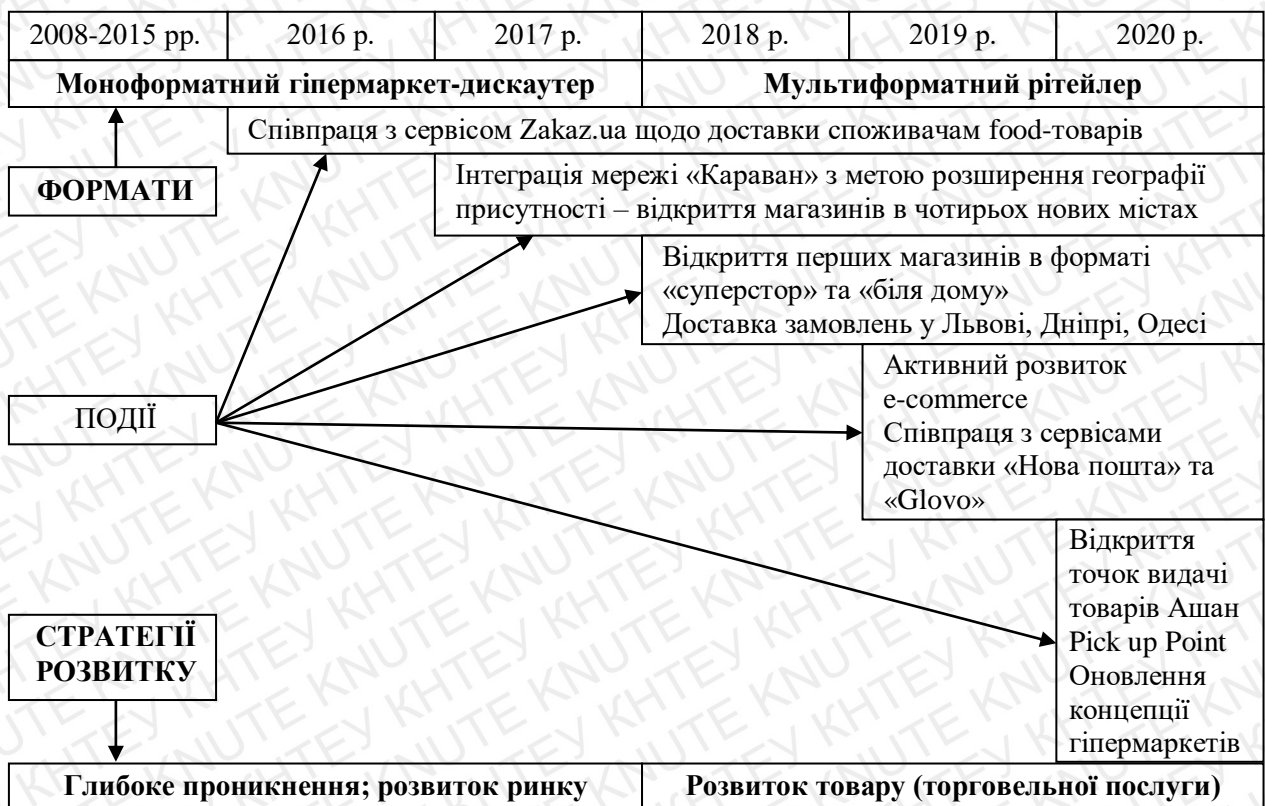 2008-2015 рр. 2016 р. 2017 р. 2018 р. 2019 р. 2020 р.
Моноформатний гіпермаркет-дискаутер Мультиформатний рітейлер
Співпраця з сервісом Zakaz.ua щодо доставки споживачам food-товарів
ФОРМАТИ
Інтеграція мережі «Караван» з метою розширення географії
присутності – відкриття магазинів в чотирьох нових містах
Відкриття перших магазинів в форматі
«суперстор» та «біля дому»
Доставка замовлень у Львові, Дніпрі, Одесі
ПОДІЇ
Активний розвиток
e-commerce
Співпраця з сервісами
доставки «Нова пошта» та
«Glovo»
Відкриття
точок видачі
товарів Ашан
Pick up Point
Оновлення
концепції
гіпермаркетів
СТРАТЕГІЇ
РОЗВИТКУ
Глибоке проникнення; розвиток ринку Розвиток товару (торговельної послуги)